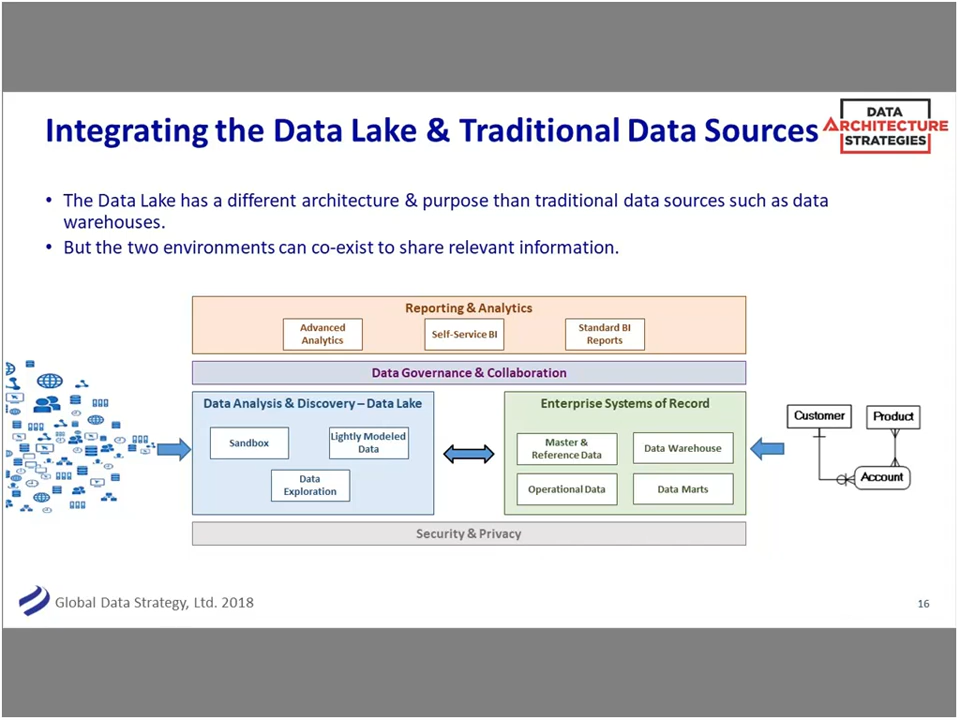 Integrating the Data Lake & Traditional Data Sources
DATA
ARCHITECTURE
STRATEGIES
• The Data Lake has a different architecture & purpose than traditional data sources such as data
warehouses.
• But the two environments can co-exist to share relevant information.
Reporting & Analytics
Advanced
Analytics
Self-Service BI
Standard BI
Reports
Data Governance & Collaboration
Data Analysis & Discovery – Data Lake
Sandbox
Lightly Modeled
Data
Data
Exploration
Enterprise Systems of Record
Master &
Reference Data
Data Warehouse
Operational Data
Data Marts
Customer
Product
Account
Security & Privacy
Global Data Strategy, Ltd. 2018
16